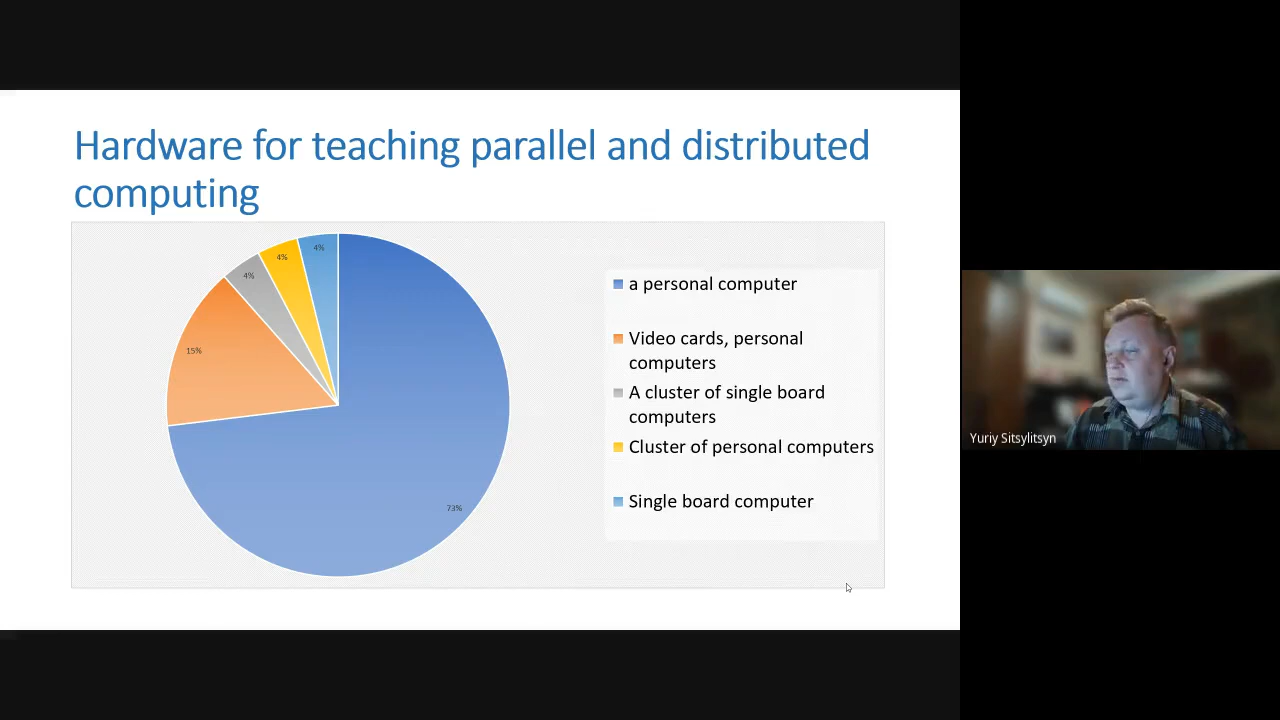 Hardware for teaching parallel and distributed
computing
4%
4%
4%
15%
73%
a personal computer
Video cards, personal
computers
A cluster of single board
computers
Cluster of personal computers
Single board computer
Yuriy Sitsylitsyn